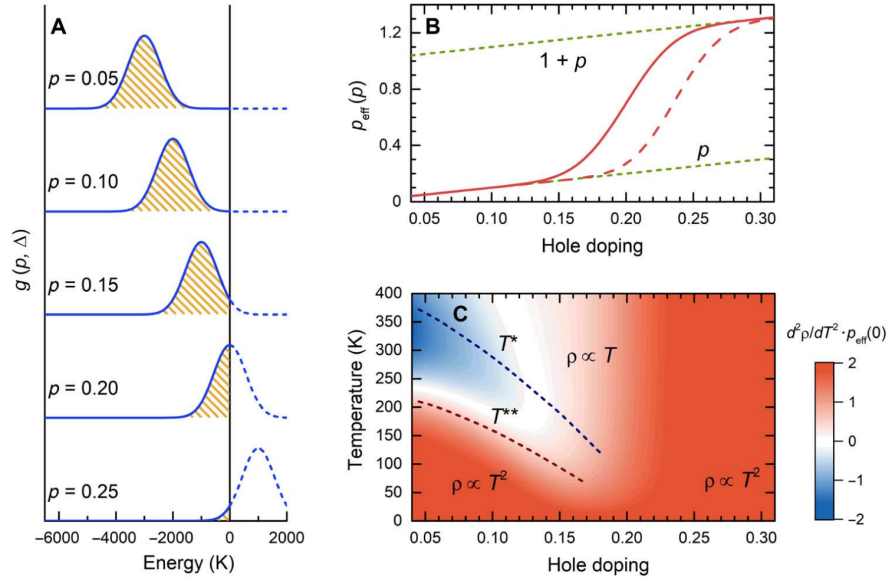 A
p = 0.05
p = 0.10
p = 0.15
p = 0.20
p = 0.25
g (p, Δ)
−6000 −4000 −2000 0 2000
Energy (K)
B
1.2
0.8
0.4
0
p_eff (p)
1 + p
p
0.05 0.10 0.15 0.20 0.25 0.30
Hole doping
C
400
350
300
250
200
150
100
50
0
Temperature (K)
T*
T**
ρ ∝ T
ρ ∝ T²
ρ ∝ T²
0.05 0.10 0.15 0.20 0.25 0.30
Hole doping
d²ρ/dT² · p_eff(0)
2
1
0
−1
−2